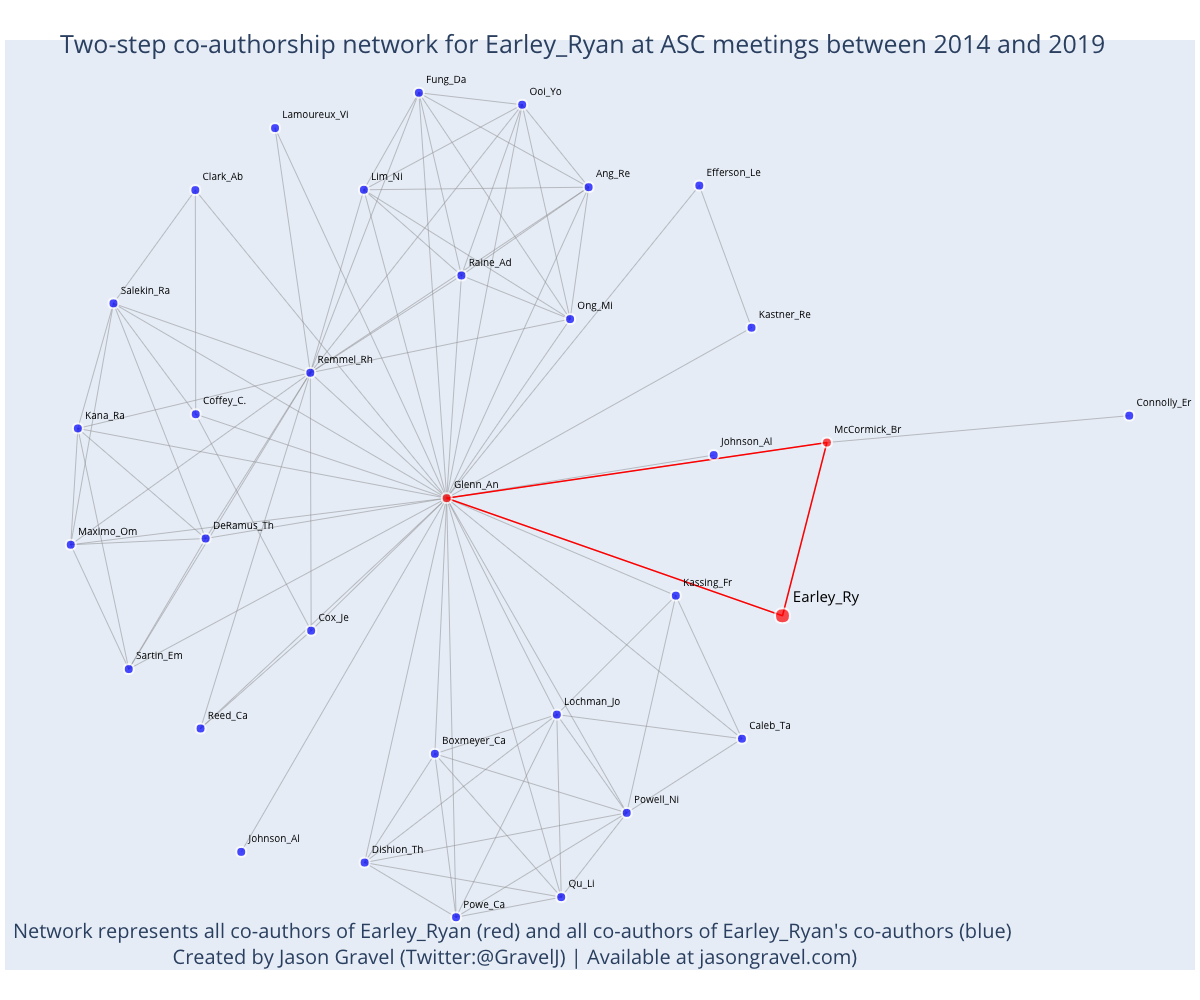 Two-step co-authorship network for Earley_Ryan at ASC meetings between 2014 and 2019
Fung_Da
Ooi_Yo
Lamoureux_Vi
Clark_Ab
Lim_Ni
Ang_Re
Efferson_Le
Raine_Ad
Salekin_Ra
Ong_Mi
Kastner_Re
Remmel_Rh
Coffey_C.
Kana_Ra
Connolly_Er
McCormick_Br
Johnson_Al
Glenn_An
Maximo_Om
DeRamus_Th
Kassing_Fr
Earley_Ry
Cox_Je
Sartin_Em
Reed_Ca
Lochman_Jo
Caleb_Ta
Boxmeyer_Ca
Powell_Ni
Johnson_Al
Dishion_Th
Qu_Li
Powe_Ca
Network represents all co-authors of Earley_Ryan (red) and all co-authors of Earley_Ryan's co-authors (blue)
Created by Jason Gravel (Twitter:@GravelJ) | Available at jasongravel.com)